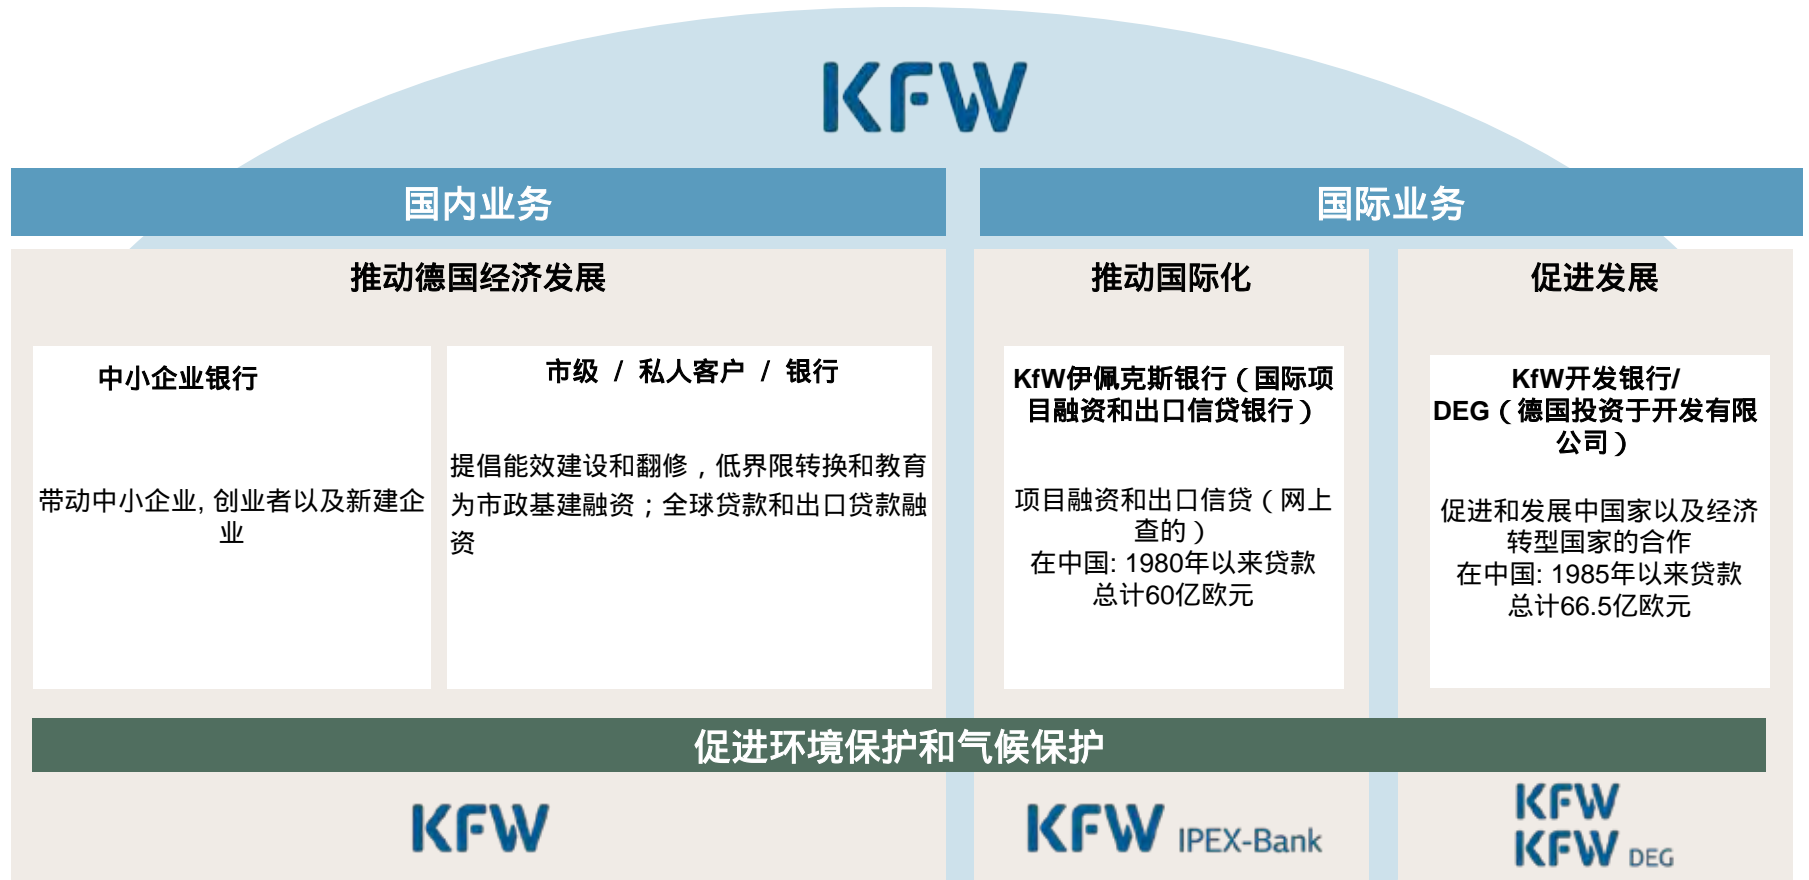 KFW
国内业务
国际业务
推动德国经济发展
推动国际化
促进发展
中小企业银行
带动中小企业, 创业者以及新建企
业
市级 / 私人客户 / 银行
提倡能效建设和翻修，低界限转换和教育
为市政基建融资；全球贷款和出口贷款融
资
KfW伊佩克斯银行（国际项
目融资和出口信贷银行）
项目融资和出口信贷（网上
查的）
在中国: 1980年以来贷款
总计60亿欧元
KfW开发银行/
DEG（德国投资于开发有限
公司）
促进和发展中国家以及经济
转型国家的合作
在中国: 1985年以来贷款
总计66.5亿欧元
促进环境保护和气候保护
KFW
KFW IPEX-Bank
KFW
KFW DEG